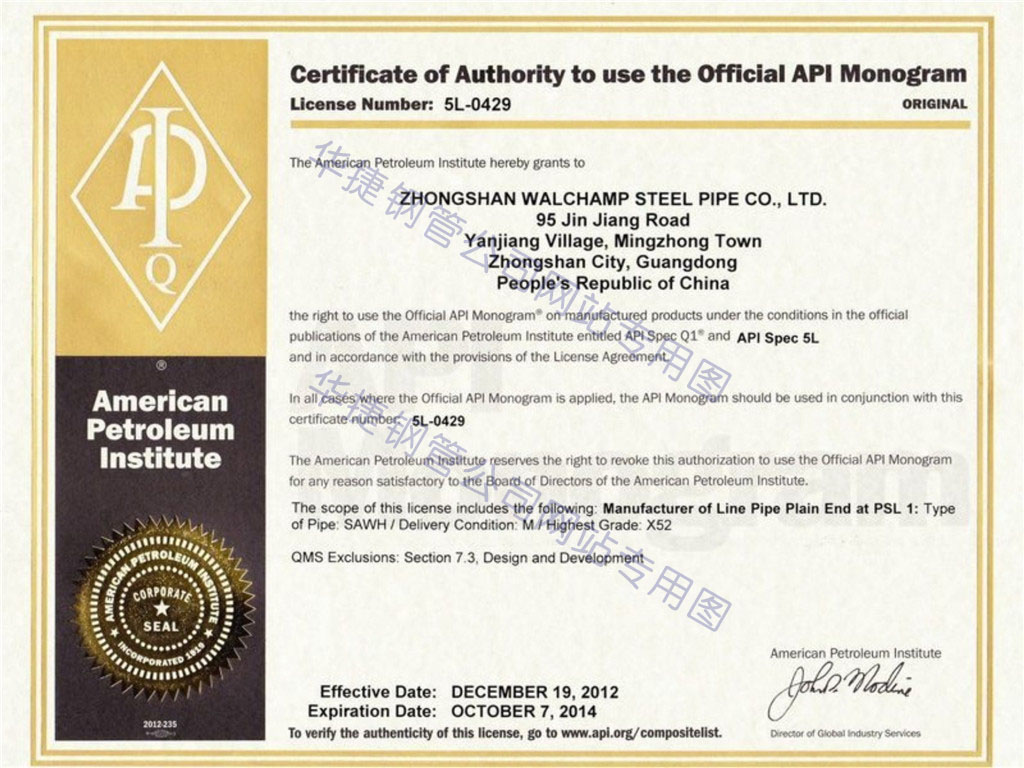 Certificate of Authority to use the Official API Monogram
License Number: 5L-0429
ORIGINAL
The American Petroleum Institute hereby grants to
ZHONGSHAN WALCHAMP STEEL PIPE CO., LTD.
95 Jin Jiang Road
Yanjiang Village, Mingzhong Town
Zhongshan City, Guangdong
People's Republic of China
the right to use the Official API Monogram® on manufactured products under the conditions in the official
publications of the American Petroleum Institute entitled API Spec Q1® and API Spec 5L
and in accordance with the provisions of the License Agreement.
In all cases where the Official API Monogram is applied, the API Monogram should be used in conjunction with this
certificate number: 5L-0429
The American Petroleum Institute reserves the right to revoke this authorization to use the Official API Monogram
for any reason satisfactory to the Board of Directors of the American Petroleum Institute.
The scope of this license includes the following: Manufacturer of Line Pipe Plain End at PSL 1: Type
of Pipe: SAWH / Delivery Condition: M / Highest Grade: X52
QMS Exclusions: Section 7.3, Design and Development
American Petroleum Institute
Effective Date: DECEMBER 19, 2012
Expiration Date: OCTOBER 7, 2014
To verify the authenticity of this license, go to www.api.org/compositelist.
Director of Global Industry Services
API
Q
®
American
Petroleum
Institute
AMERICAN PETROLEUM INSTITUTE
CORPORATE
SEAL
INCORPORATED 1919
2012-235
华捷钢管公司网站专用图
华捷钢管公司网站专用图
API
Monogram